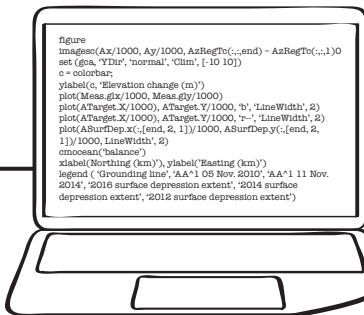 figure
imagesc(Ax/1000, Ay/1000, AzRegTc(:,:,end) – AzRegTc(:,:,1)0
set (gca, ‘YDir’, ‘normal’, ‘Clim’, [-10 10])
c = colorbar;
ylabel(c, ‘Elevation change (m)’)
plot(Meas.glx/1000, Meas.gly/1000)
plot(ATarget.X/1000), ATarget.Y/1000, ‘b’, ‘LineWidth’, 2)
plot(ATarget.X/1000), ATarget.Y/1000, ‘r--’, ‘LineWidth’, 2)
plot(ASurfDep.x(:,[end, 2, 1])/1000, ASurfDep.y(:,[end, 2,
1])/1000, LineWidth’, 2)
cmocean(‘balance’)
xlabel(Northing (km)’), ylabel(‘Easting (km)’)
legend ( ‘Grounding line’, ‘AA^1 05 Nov. 2010’, ‘AA^1 11 Nov.
2014’, ‘2016 surface depression extent’, ‘2014 surface
depression extent’, ‘2012 surface depression extent’)